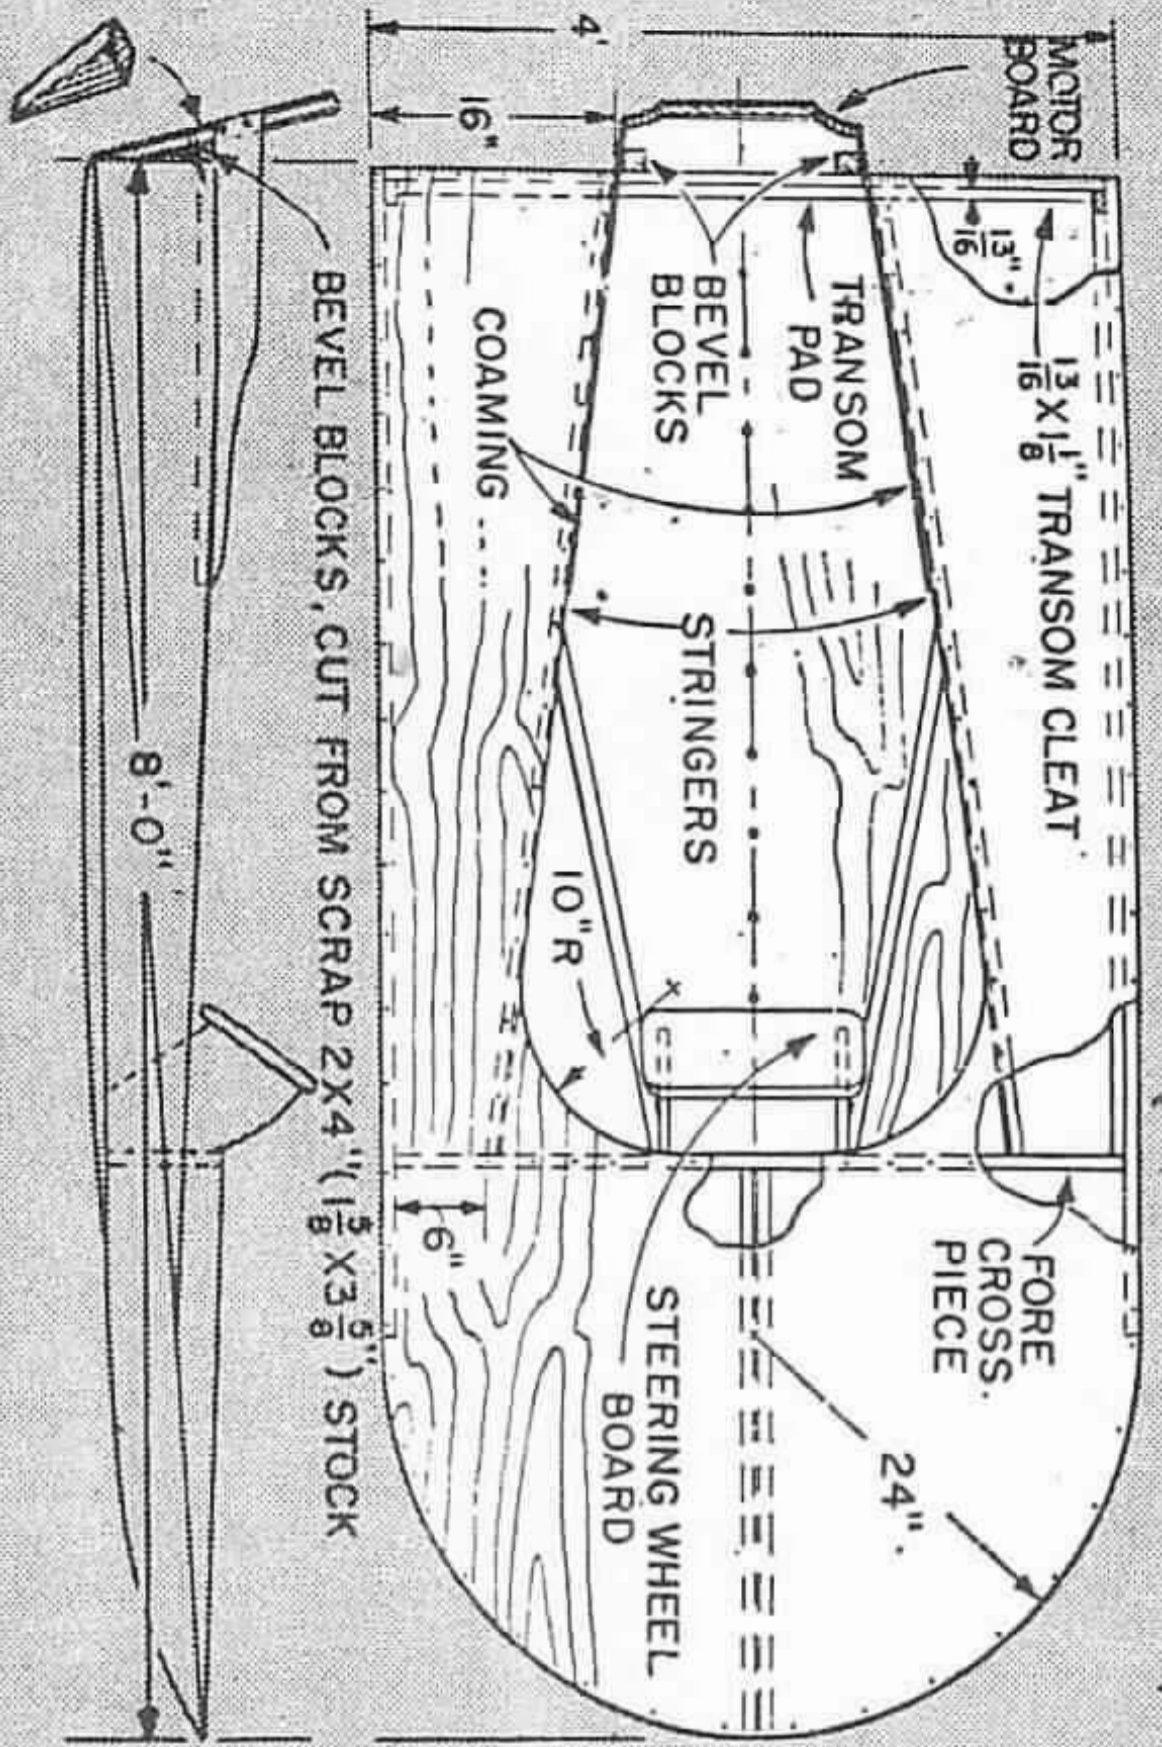 4'
MOTOR
BOARD
16"
13/16"
13/16 X 1 1/8" TRANSOM CLEAT
TRANSOM
PAD
BEVEL
BLOCKS
COAMING
STRINGERS
10"R
FORE
CROSS.
PIECE
6"
24"
STEERING WHEEL
BOARD
BEVEL BLOCKS, CUT FROM SCRAP 2X4"(1 5/8 X 3 5/8") STOCK
8'-0"